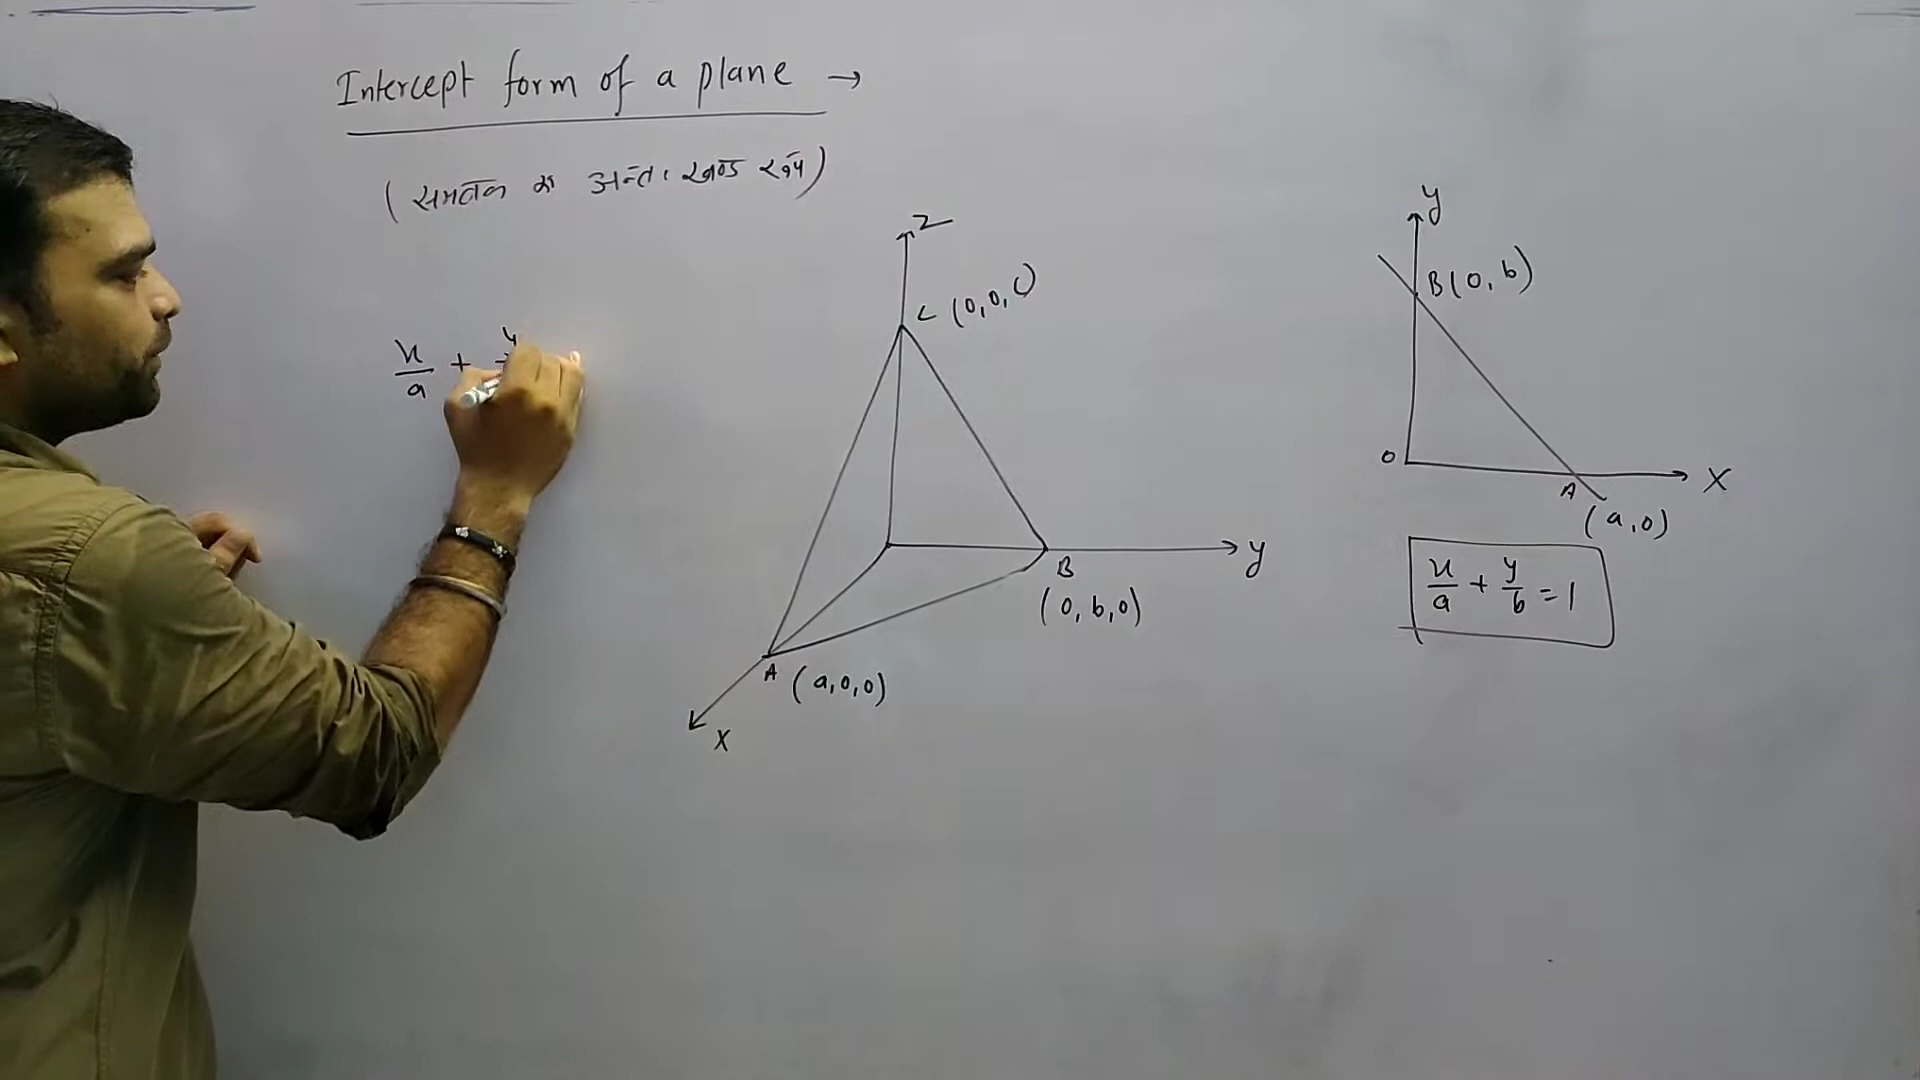 Intercept form of a plane →
(समतल का अन्तः खण्ड रूप)
x/a + y
Z
C (0,0,c)
y
B
(0, b, 0)
A (a,0,0)
X
y
B(0, b)
O
X
A
(a,0)
x/a + y/b = 1